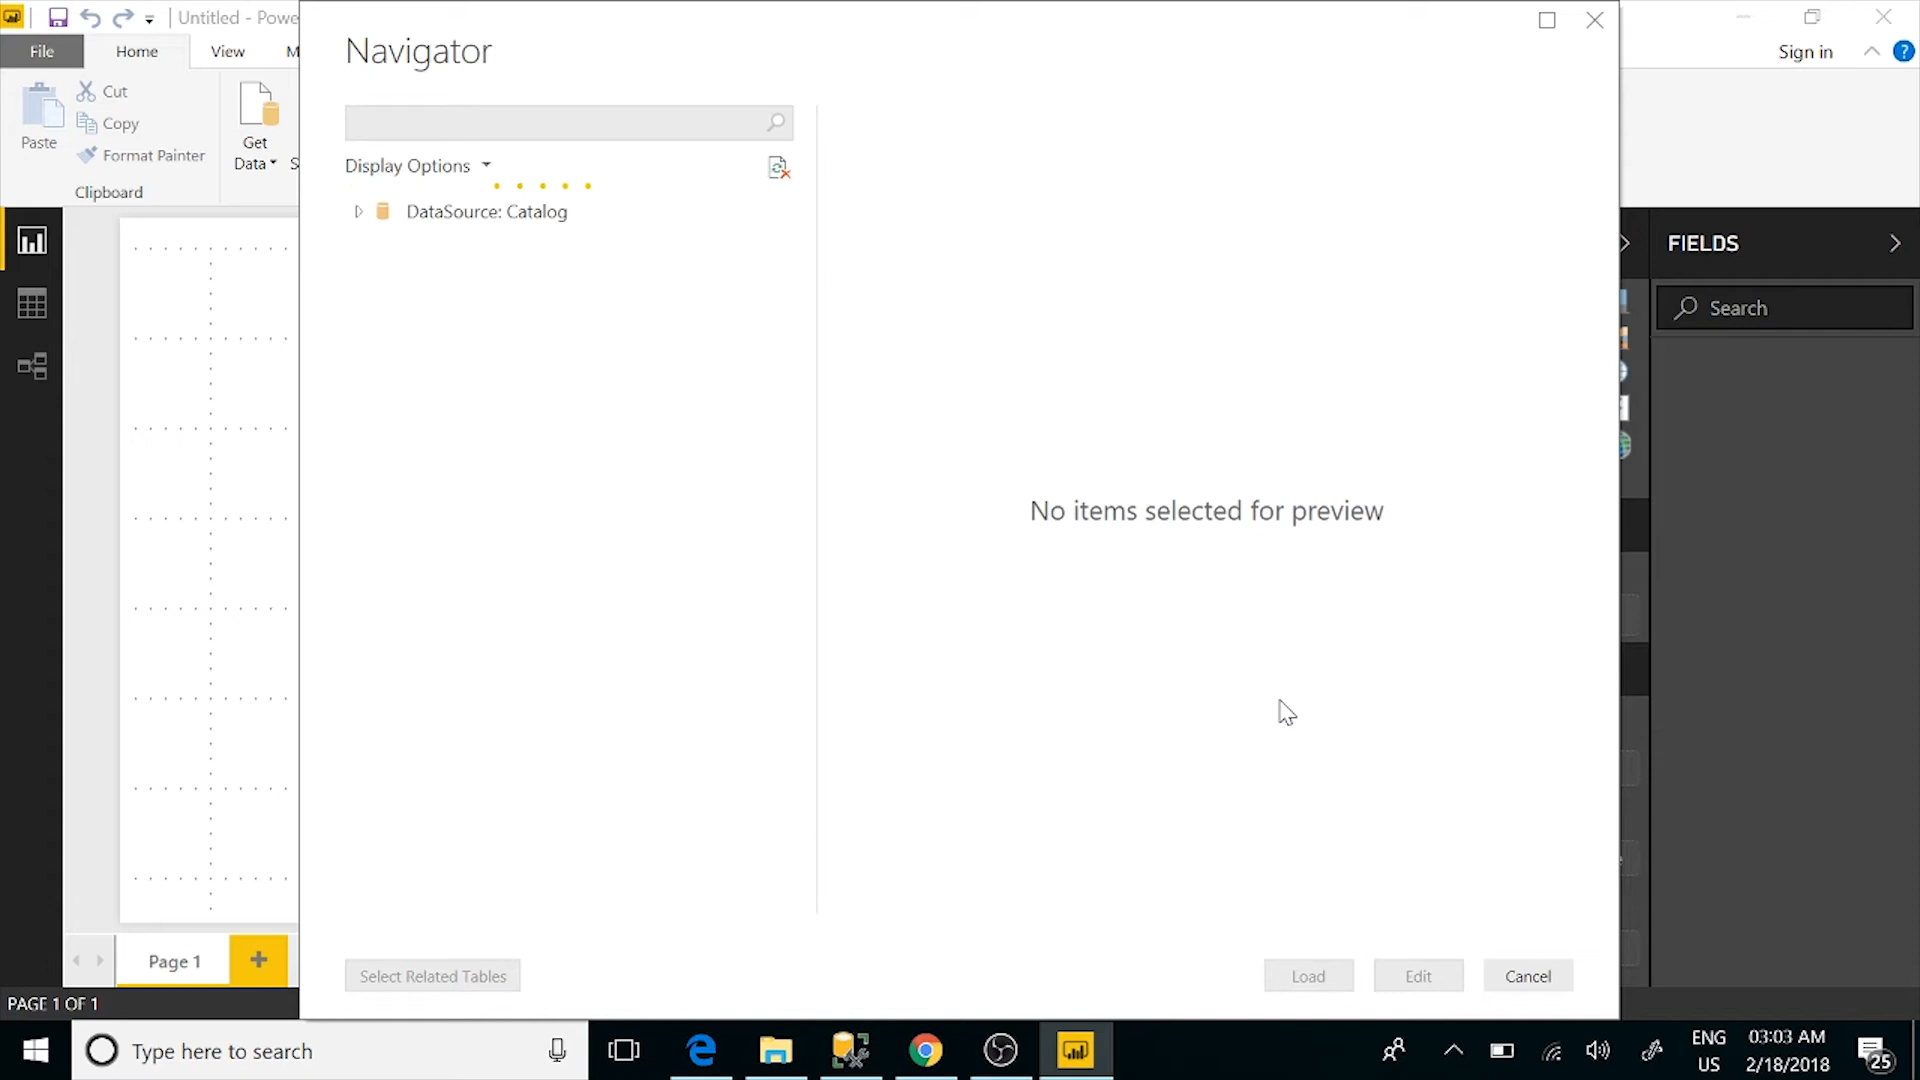 Untitled - Powe
File
Home
View
M
Sign in
?
Paste
Cut
Copy
Format Painter
Clipboard
Get
Data
S
Navigator
Display Options
DataSource: Catalog
No items selected for preview
FIELDS
Search
Select Related Tables
Load
Edit
Cancel
Page 1
+
PAGE 1 OF 1
Type here to search
ENG
US
03:03 AM
2/18/2018
25